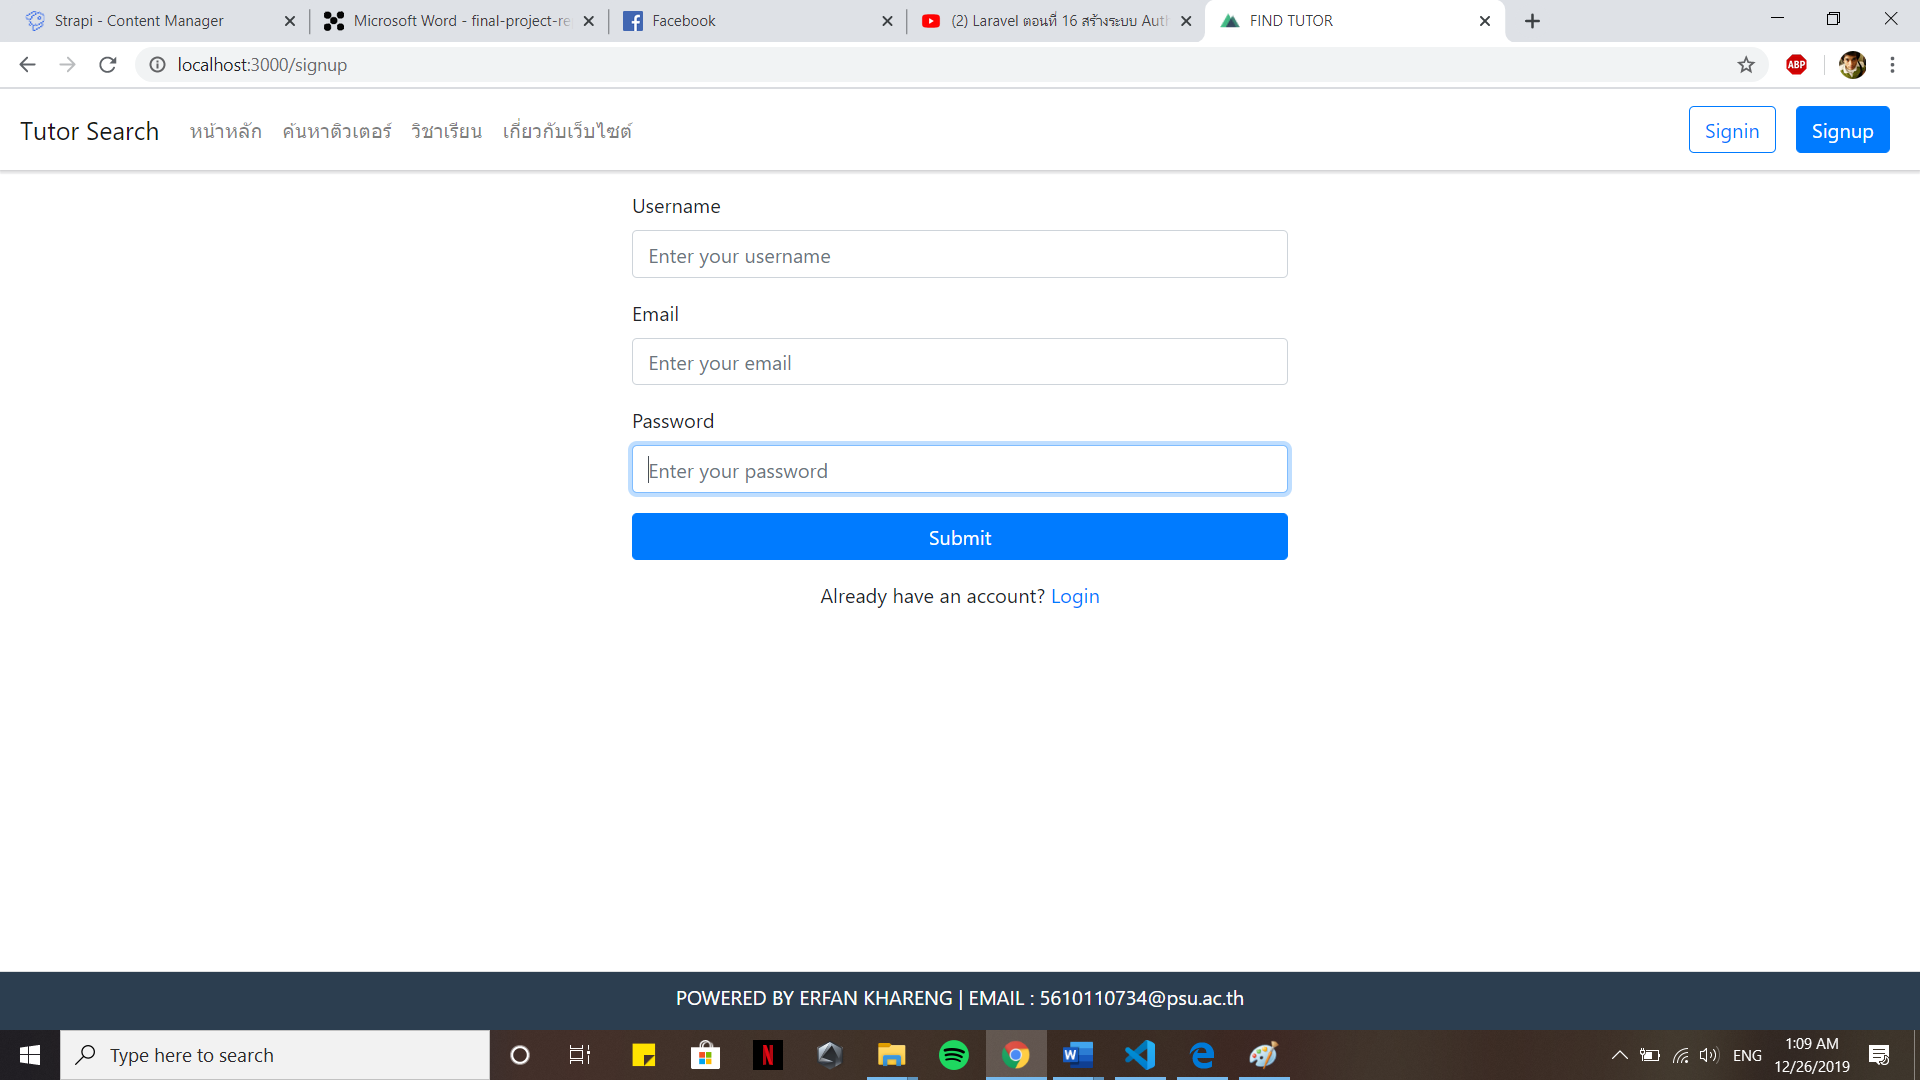 Strapi - Content Manager
Microsoft Word - final-project-re
Facebook
(2) Laravel ตอนที่ 16 สร้างระบบ Auth
FIND TUTOR
localhost:3000/signup
ABP
Tutor Search หน้าหลัก ค้นหาติวเตอร์ วิชาเรียน เกี่ยวกับเว็บไซต์ Signin Signup
Username
Enter your username
Email
Enter your email
Password
Enter your password
Submit
Already have an account? Login
POWERED BY ERFAN KHARENG | EMAIL : 5610110734@psu.ac.th
Type here to search
ENG
1:09 AM
12/26/2019